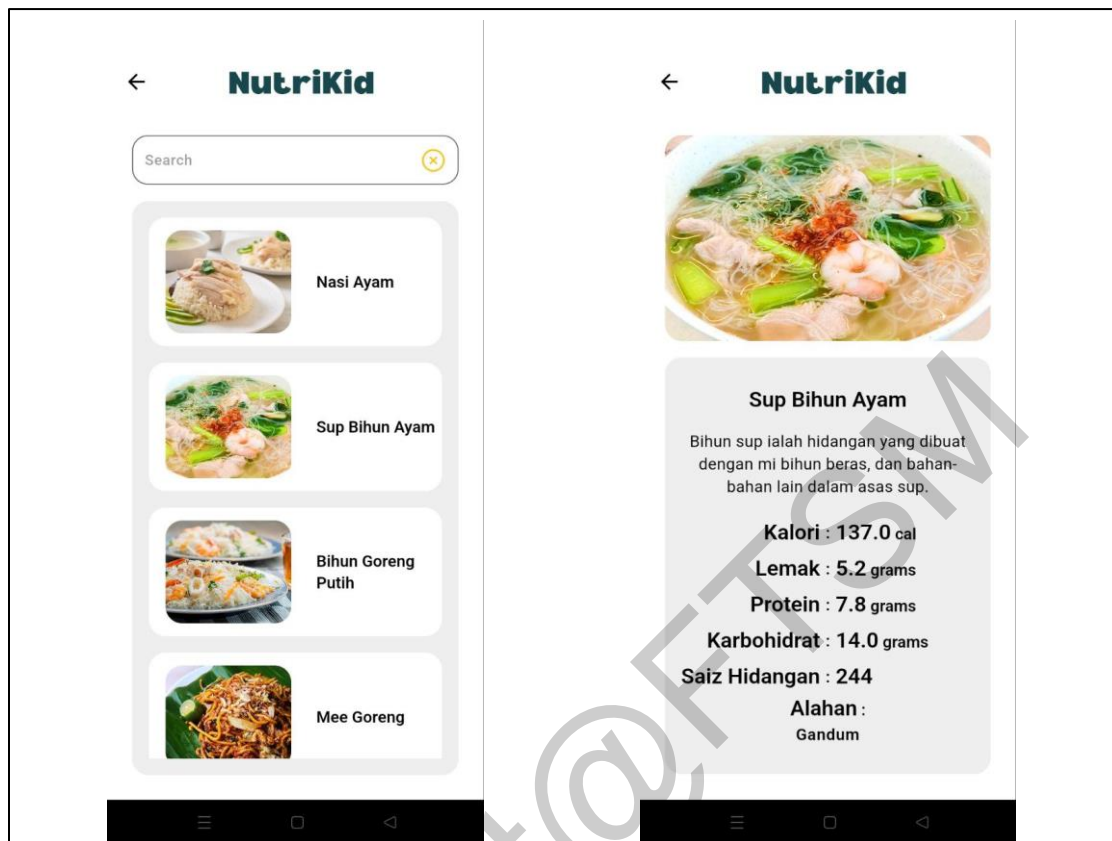 NutriKid
Search
Nasi Ayam
Sup Bihun Ayam
Bihun Goreng
Putih
Mee Goreng
NutriKid
Sup Bihun Ayam
Bihun sup ialah hidangan yang dibuat
dengan mi bihun beras, dan bahan-
bahan lain dalam asas sup.
Kalori : 137.0 cal
Lemak : 5.2 grams
Protein : 7.8 grams
Karbohidrat : 14.0 grams
Saiz Hidangan : 244
Alahan :
Gandum
@FTSM